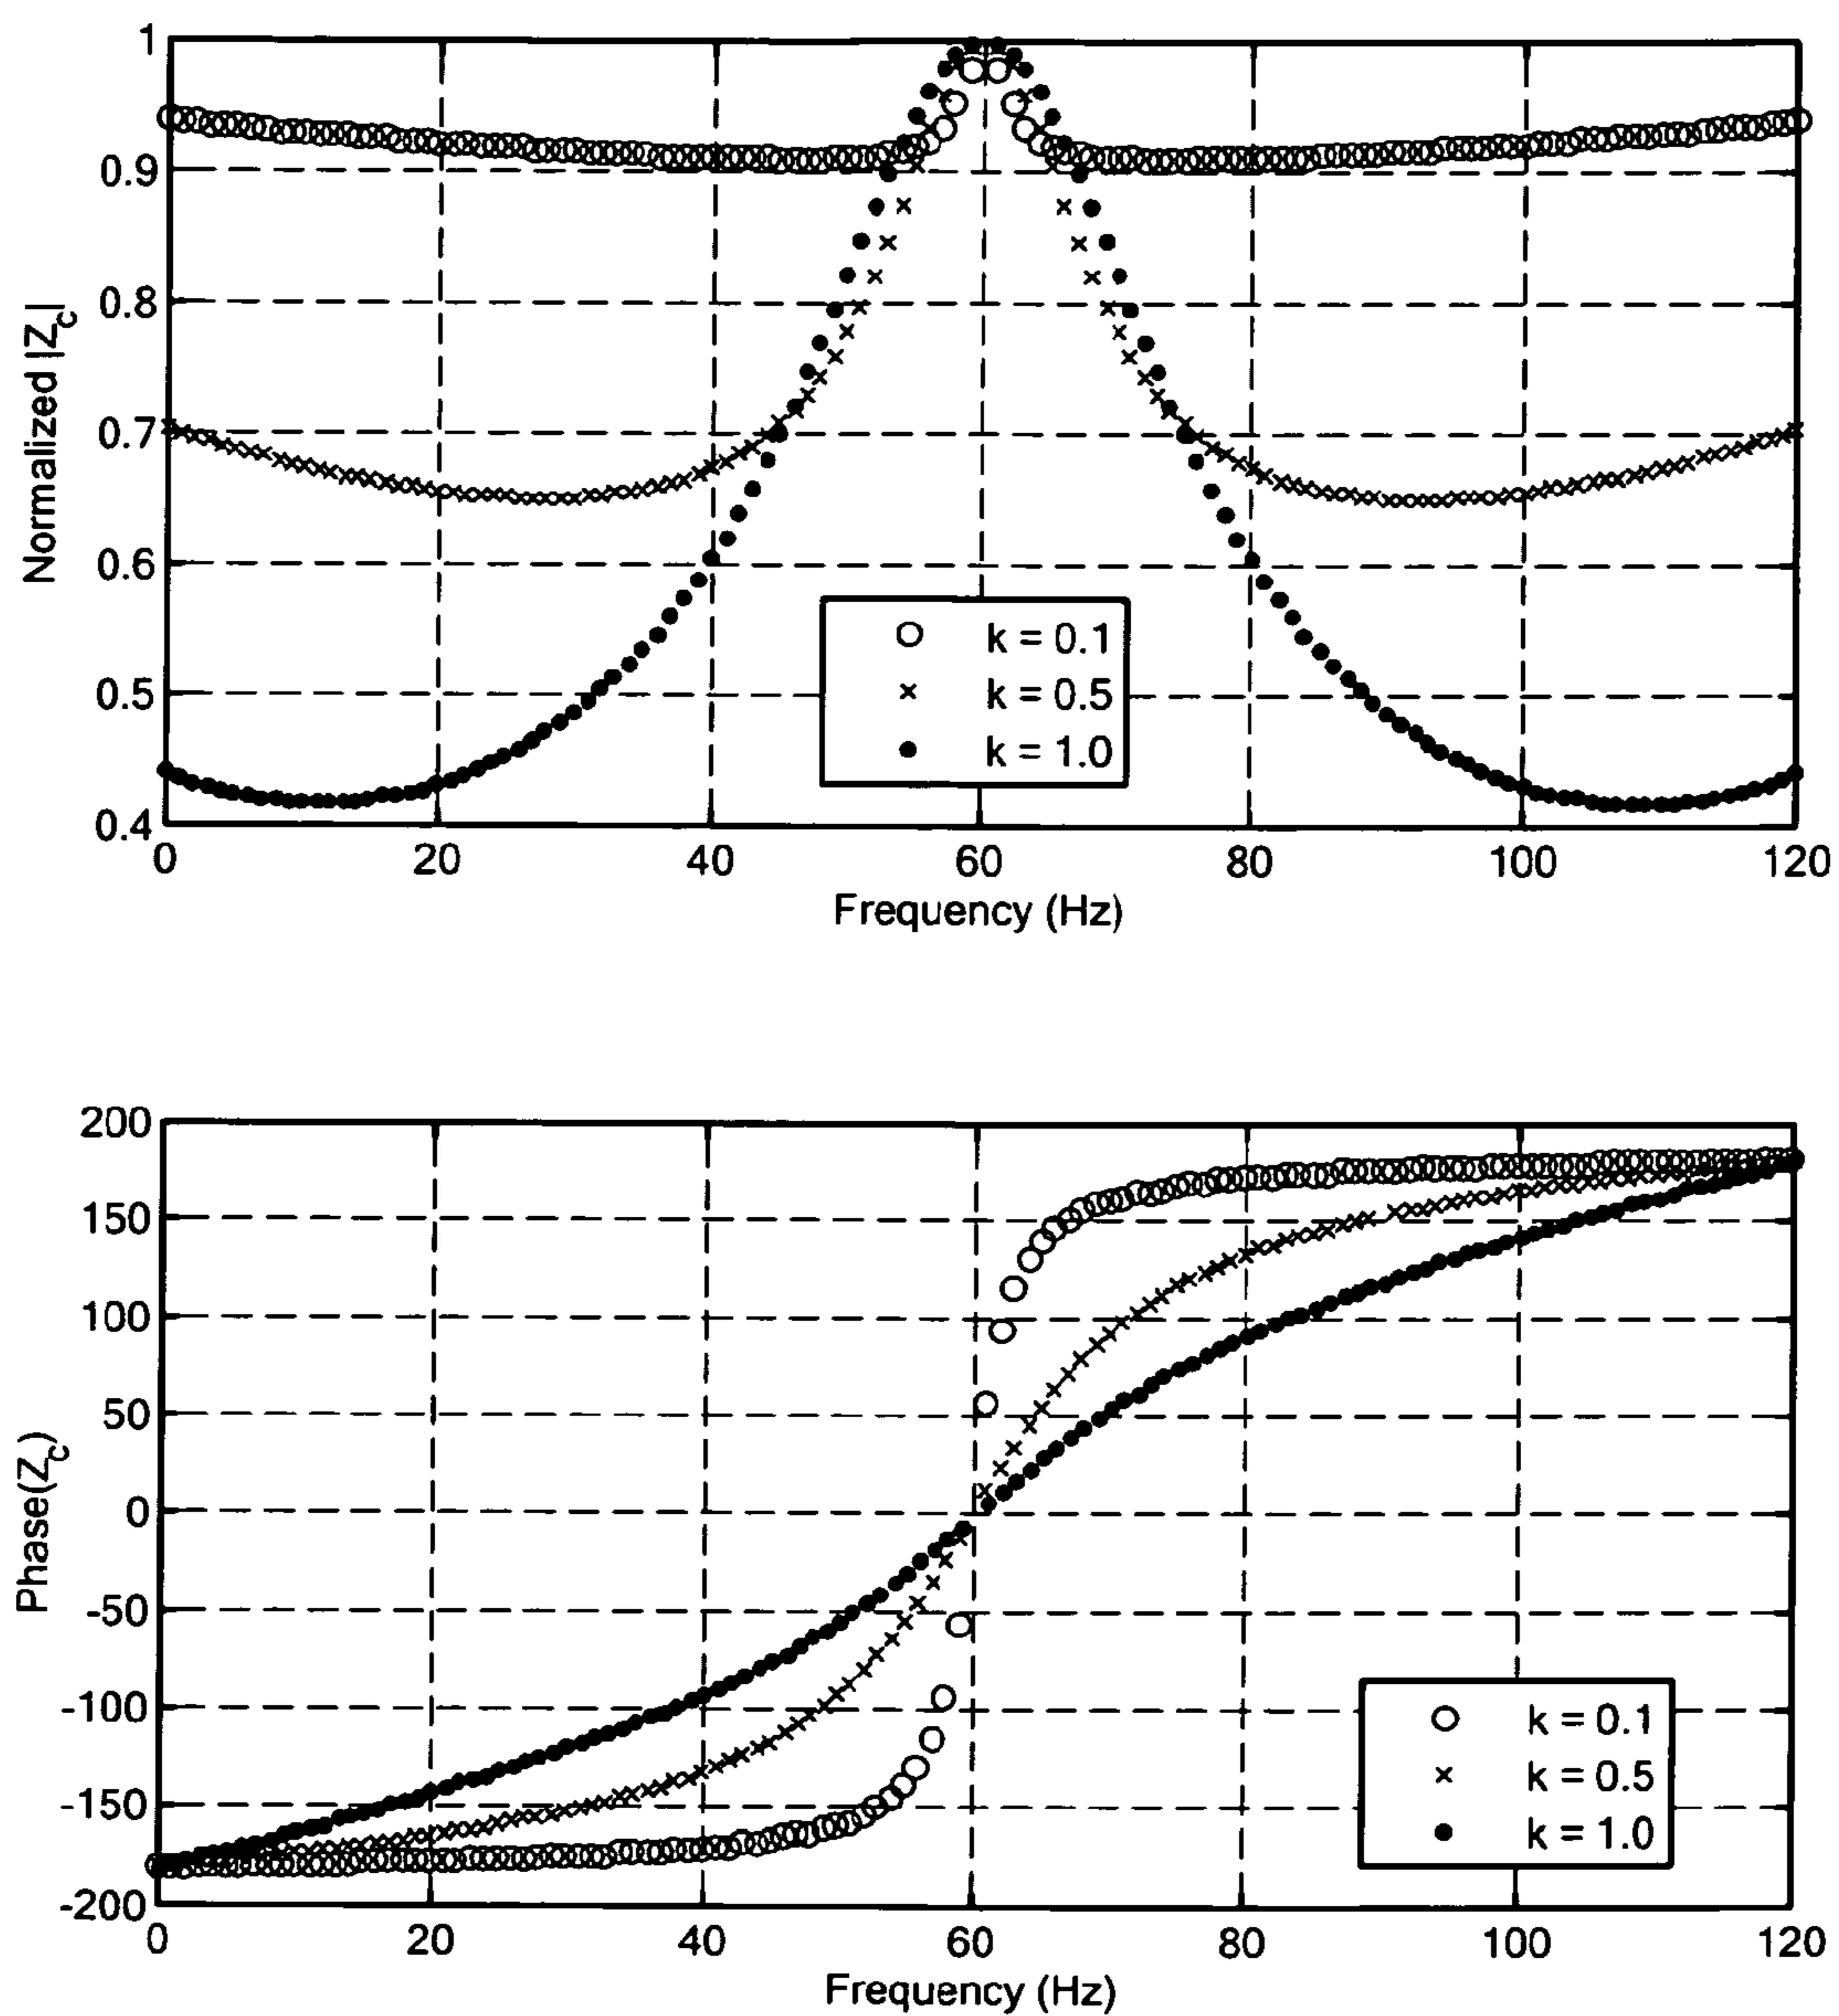 1
0.9
0.8
0.7
0.6
0.5
0.4
Normalized |Zc|
k = 0.1
k = 0.5
k = 1.0
0 20 40 60 80 100 120
Frequency (Hz)
200
150
100
50
0
-50
-100
-150
-200
Phase(Zc)
k = 0.1
k = 0.5
k = 1.0
0 20 40 60 80 100 120
Frequency (Hz)